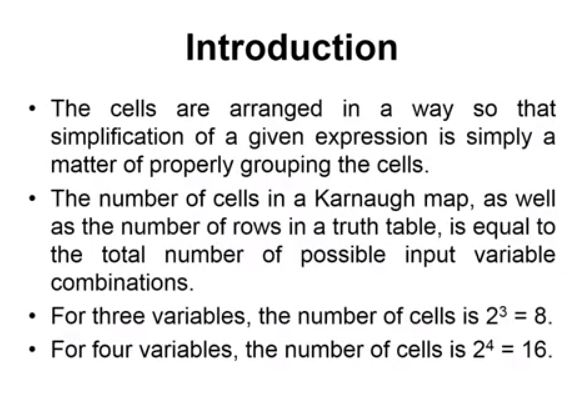 Introduction
• The cells are arranged in a way so that
simplification of a given expression is simply a
matter of properly grouping the cells.
• The number of cells in a Karnaugh map, as well
as the number of rows in a truth table, is equal to
the total number of possible input variable
combinations.
• For three variables, the number of cells is 2³ = 8.
• For four variables, the number of cells is 2⁴ = 16.